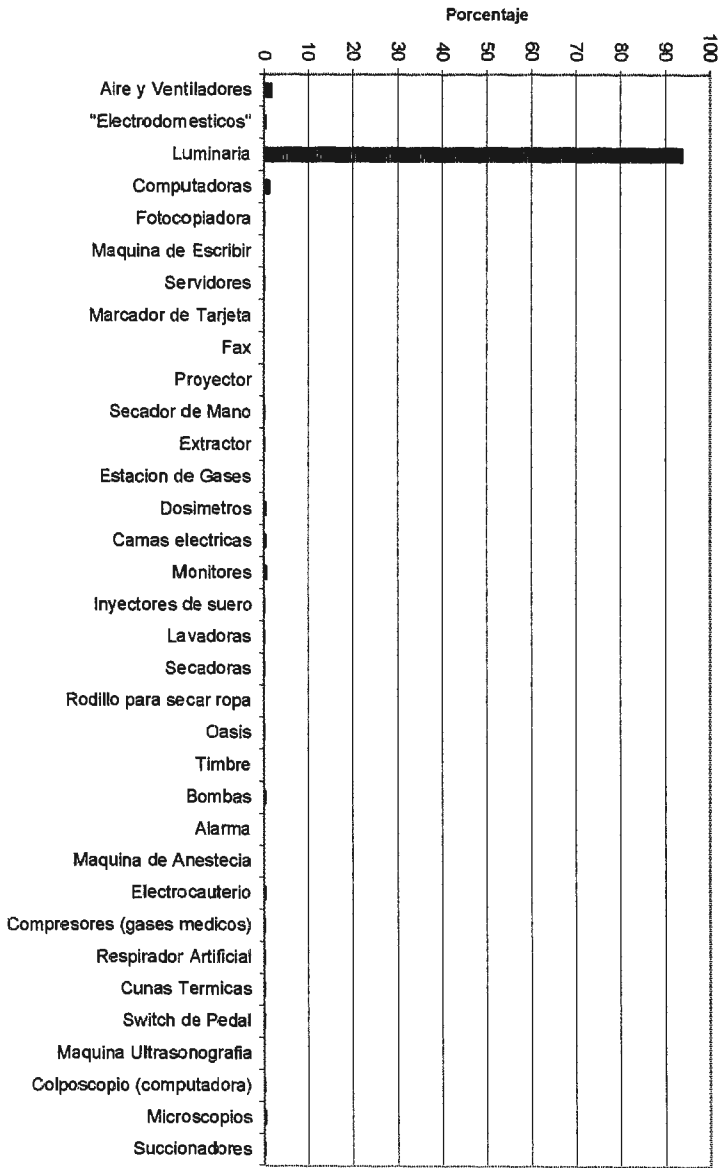 Porcentaje
0 10 20 30 40 50 60 70 80 90 100
Aire y Ventiladores
"Electrodomesticos"
Luminaria
Computadoras
Fotocopiadora
Maquina de Escribir
Servidores
Marcador de Tarjeta
Fax
Proyector
Secador de Mano
Extractor
Estacion de Gases
Dosimetros
Camas electricas
Monitores
Inyectores de suero
Lavadoras
Secadoras
Rodillo para secar ropa
Oasis
Timbre
Bombas
Alarma
Maquina de Anestecia
Electrocauterio
Compresores (gases medicos)
Respirador Artificial
Cunas Termicas
Switch de Pedal
Maquina Ultrasonografia
Colposcopio (computadora)
Microscopios
Succionadores